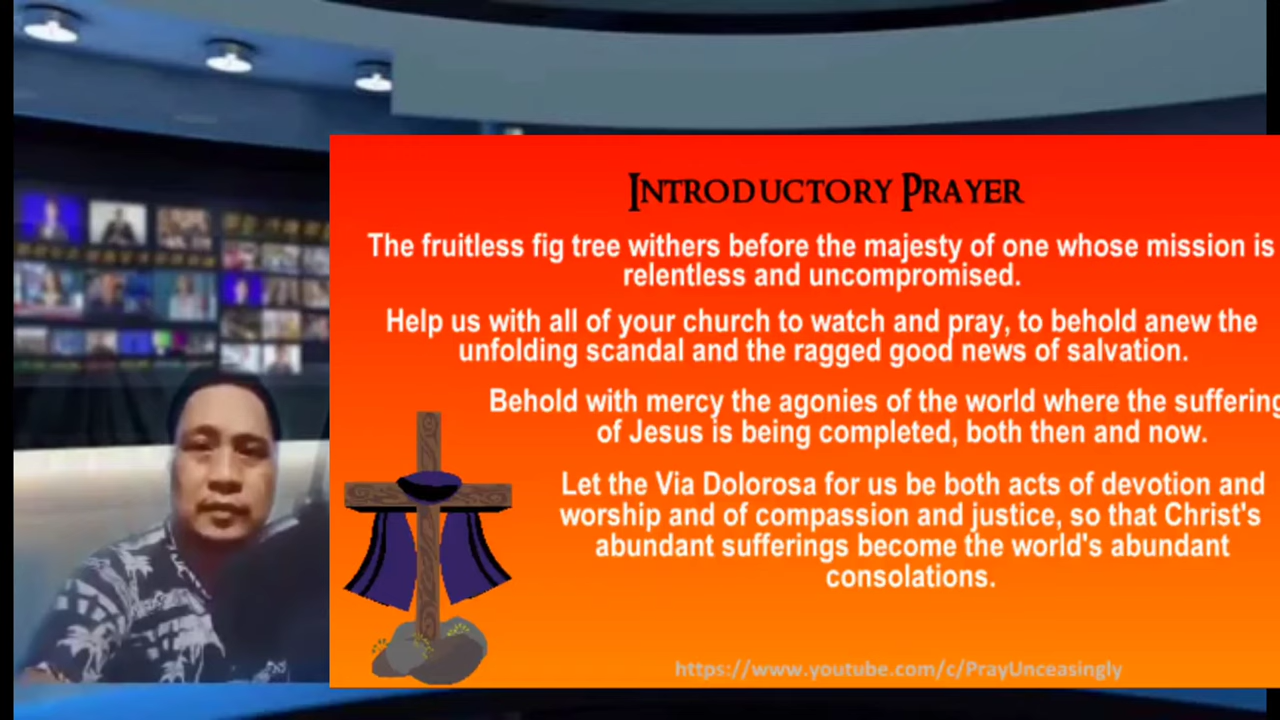 INTRODUCTORY PRAYER
The fruitless fig tree withers before the majesty of one whose mission is
relentless and uncompromised.
Help us with all of your church to watch and pray, to behold anew the
unfolding scandal and the ragged good news of salvation.
Behold with mercy the agonies of the world where the suffering
of Jesus is being completed, both then and now.
Let the Via Dolorosa for us be both acts of devotion and
worship and of compassion and justice, so that Christ's
abundant sufferings become the world's abundant
consolations.
https://www.youtube.com/c/PrayUnceasingly